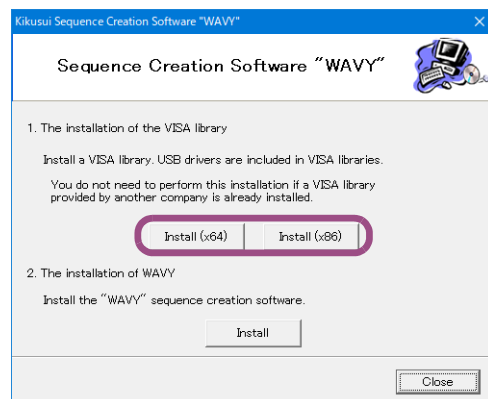 Kikusui Sequence Creation Software "WAVY"
Sequence Creation Software "WAVY"
1. The installation of the VISA library
Install a VISA library. USB drivers are included in VISA libraries.
You do not need to perform this installation if a VISA library
provided by another company is already installed.
Install (x64) Install (x86)
2. The installation of WAVY
Install the "WAVY" sequence creation software.
Install
Close